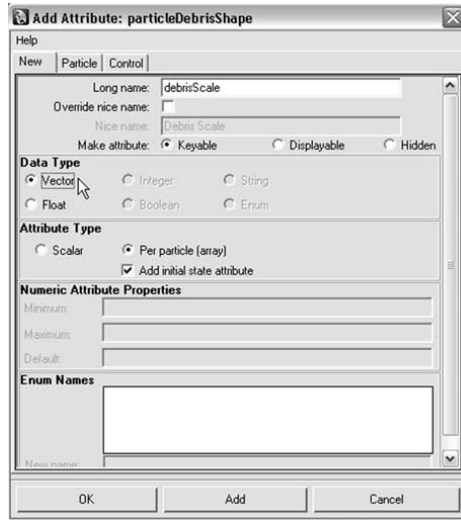 Add Attribute: particleDebrisShape
Help
New Particle Control
Long name: debrisScale
Override nice name:
Nice name: Debris Scale
Make attribute: Keyable Displayable Hidden
Data Type
Vector Integer String
Float Boolean Enum
Attribute Type
Scalar Per particle (array)
Add initial state attribute
Numeric Attribute Properties
Minimum:
Maximum:
Default:
Enum Names
New name:
OK Add Cancel